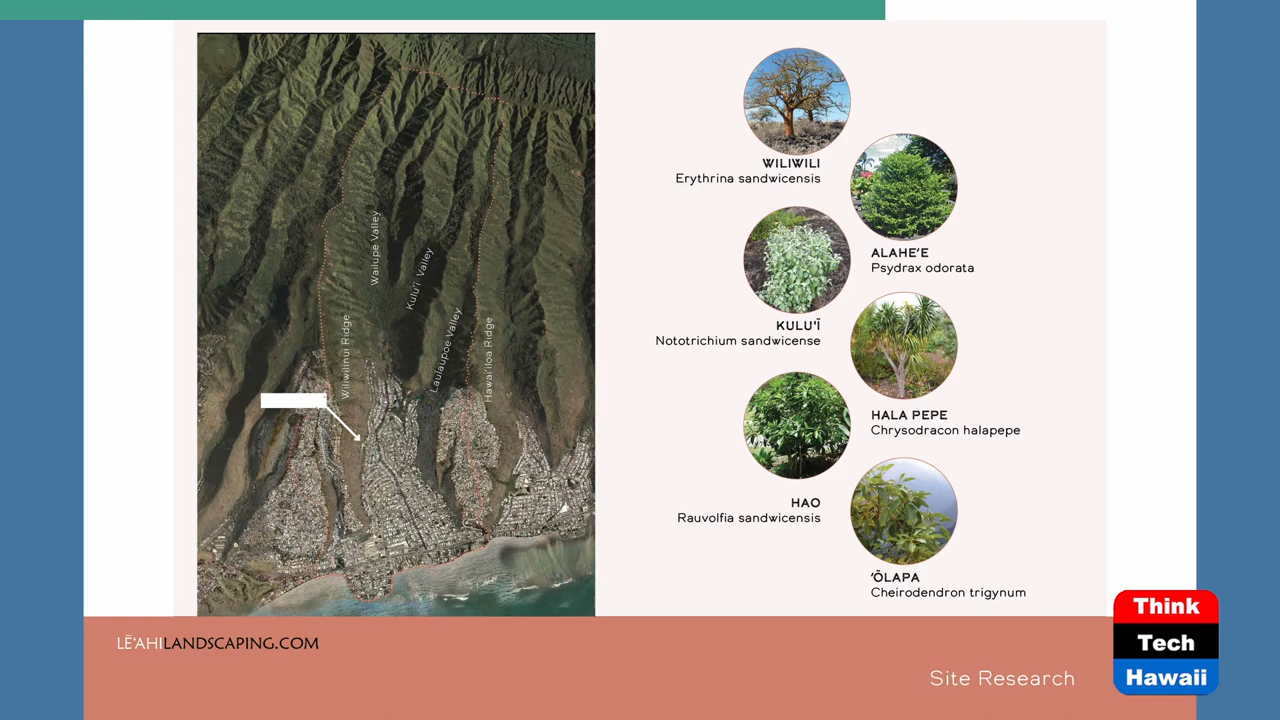 Wailupe Valley
Kulu'i Valley
Wiliwilinui Ridge
Laulaupoe Valley
Hawai'iloa Ridge
WILIWILI
Erythrina sandwicensis
ALAHE'E
Psydrax odorata
KULU'Ī
Nototrichium sandwicense
HALA PEPE
Chrysodracon halapepe
HAO
Rauvolfia sandwicensis
'ŌLAPA
Cheirodendron trigynum
LĒ'AHILANDSCAPING.COM
Site Research
Think
Tech
Hawaii